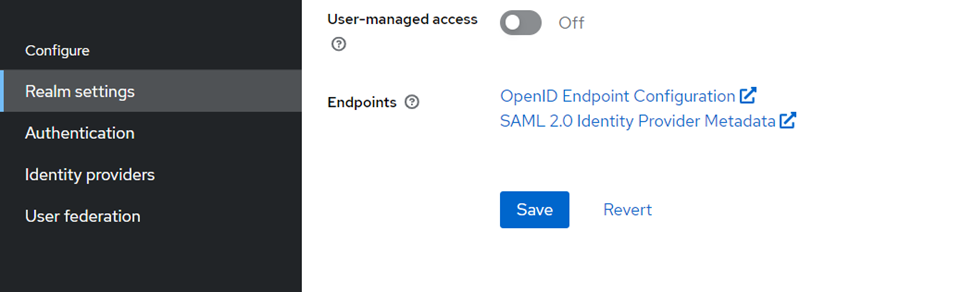 Configure
Realm settings
Authentication
Identity providers
User federation
User-managed access
Off
Endpoints
OpenID Endpoint Configuration
SAML 2.0 Identity Provider Metadata
Save
Revert